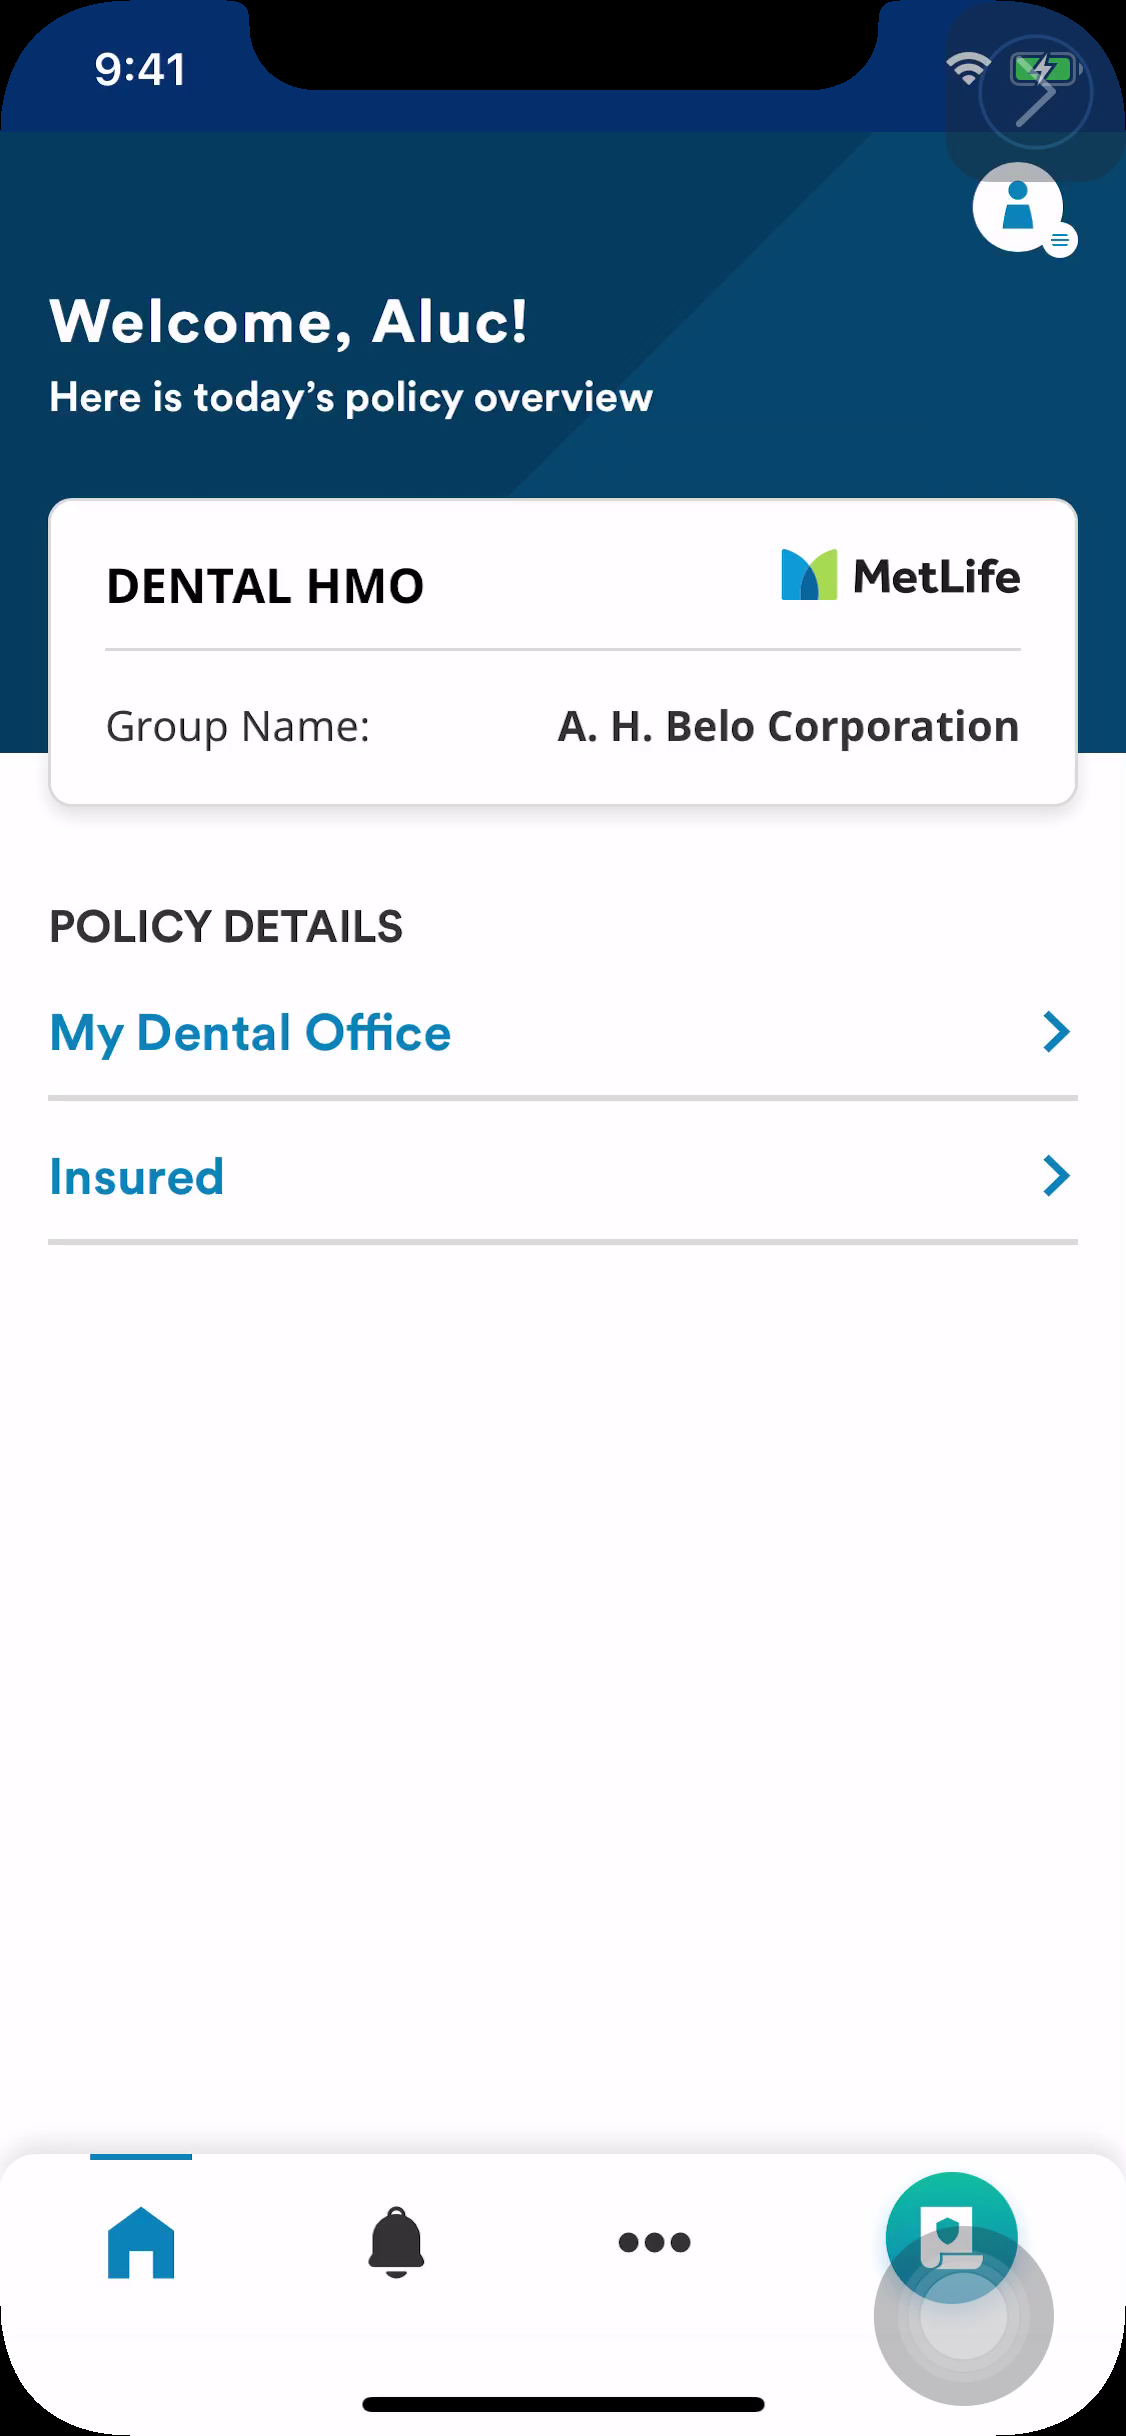 9:41
Welcome, Aluc!
Here is today’s policy overview
DENTAL HMO
MetLife
Group Name:
A. H. Belo Corporation
POLICY DETAILS
My Dental Office
Insured